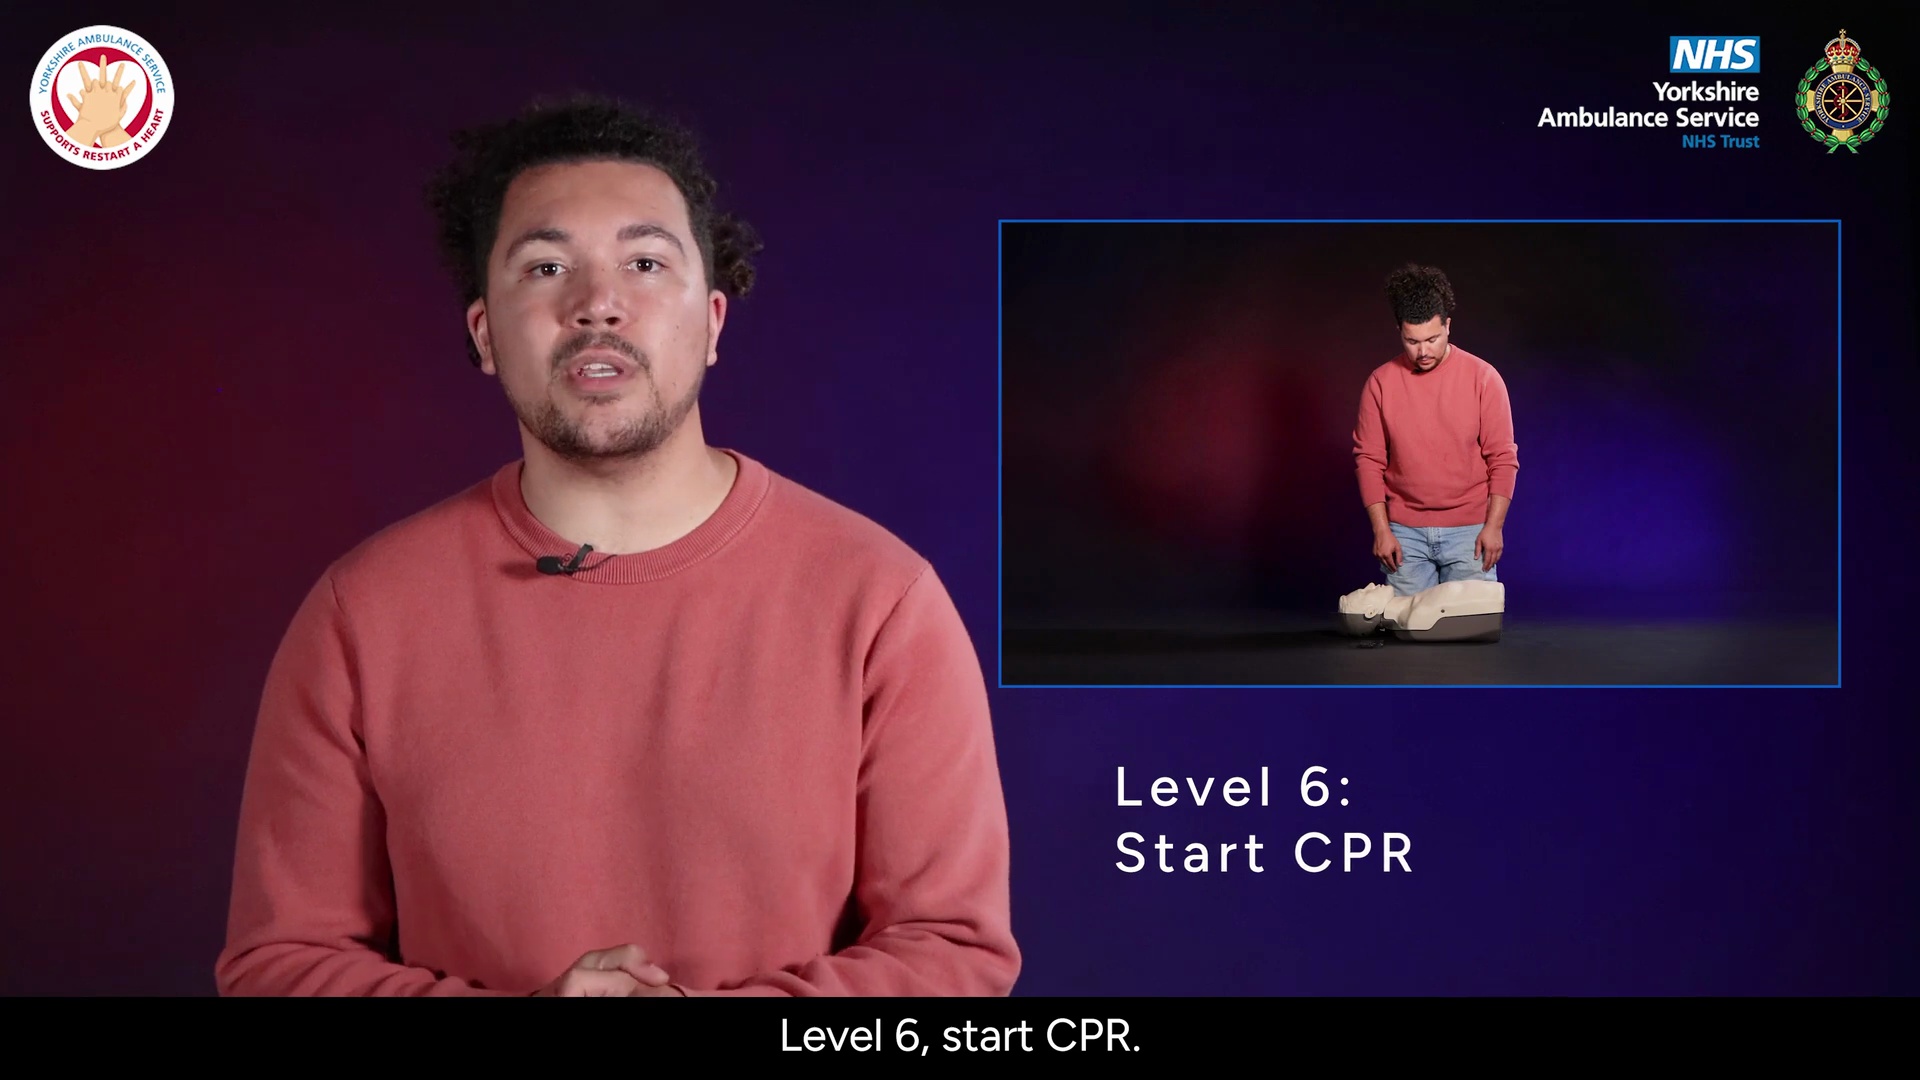 YORKSHIRE AMBULANCE SERVICE
SUPPORTS RESTART A HEART
NHS
Yorkshire
Ambulance Service
NHS Trust
Level 6:
Start CPR
Level 6, start CPR.